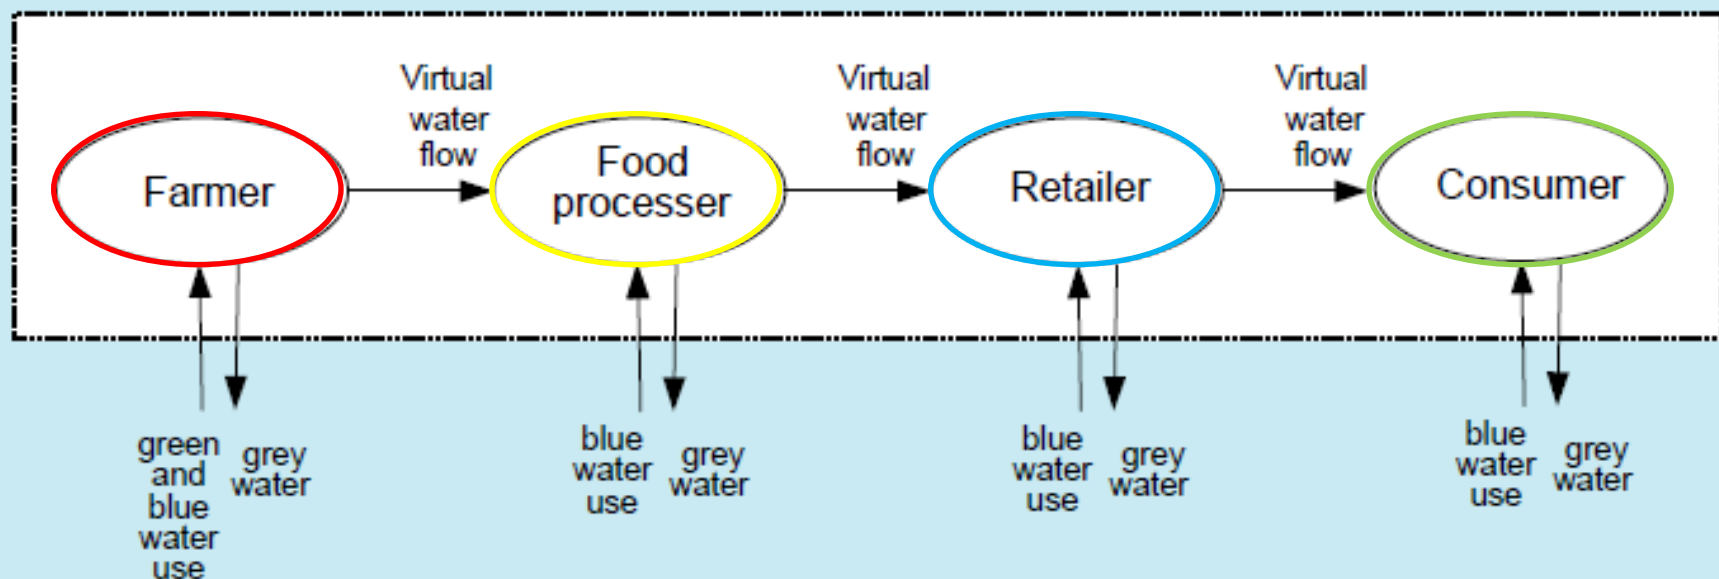 Virtual
water
flow
Virtual
water
flow
Virtual
water
flow
Farmer
Food
processer
Retailer
Consumer
green
and
blue
water
use
grey
water
blue
water
use
grey
water
blue
water
use
grey
water
blue
water
use
grey
water